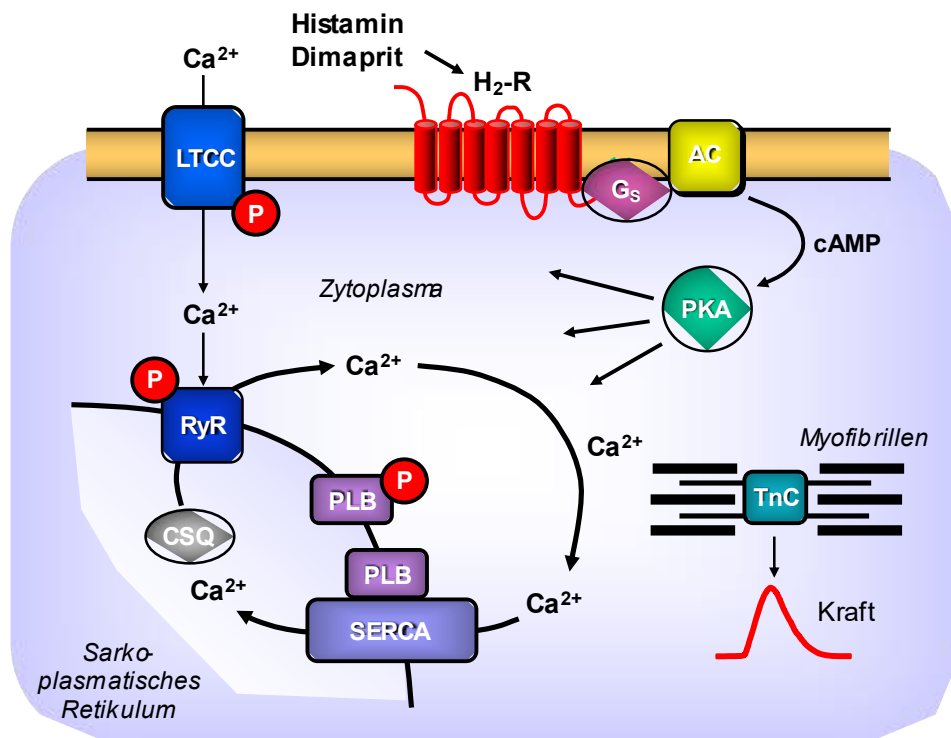 Histamin
Dimaprit
Ca²⁺
H₂-R
LTCC
AC
P
Gₛ
cAMP
Zytoplasma
PKA
Ca²⁺
P
Ca²⁺
RyR
Ca²⁺
Myofibrillen
PLB
P
TnC
CSQ
PLB
Ca²⁺
Ca²⁺
SERCA
Kraft
Sarko-
plasmatisches
Retikulum